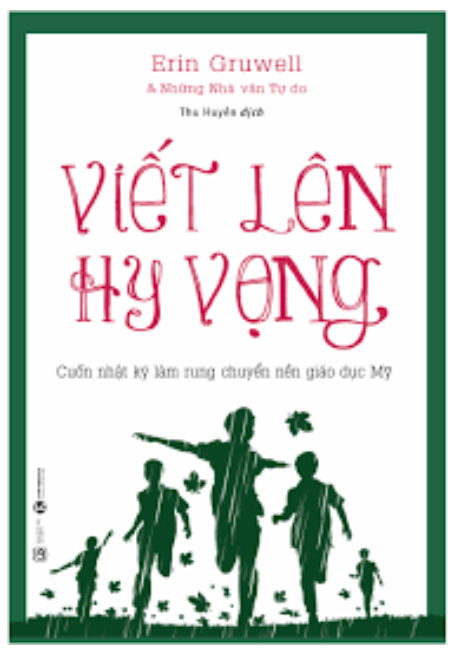 Erin Gruwell
& Những Nhà văn Tự do
Thu Huyền dịch
VIẾT LÊN
HY VỌNG
Cuốn nhật ký làm rung chuyển nền giáo dục Mỹ